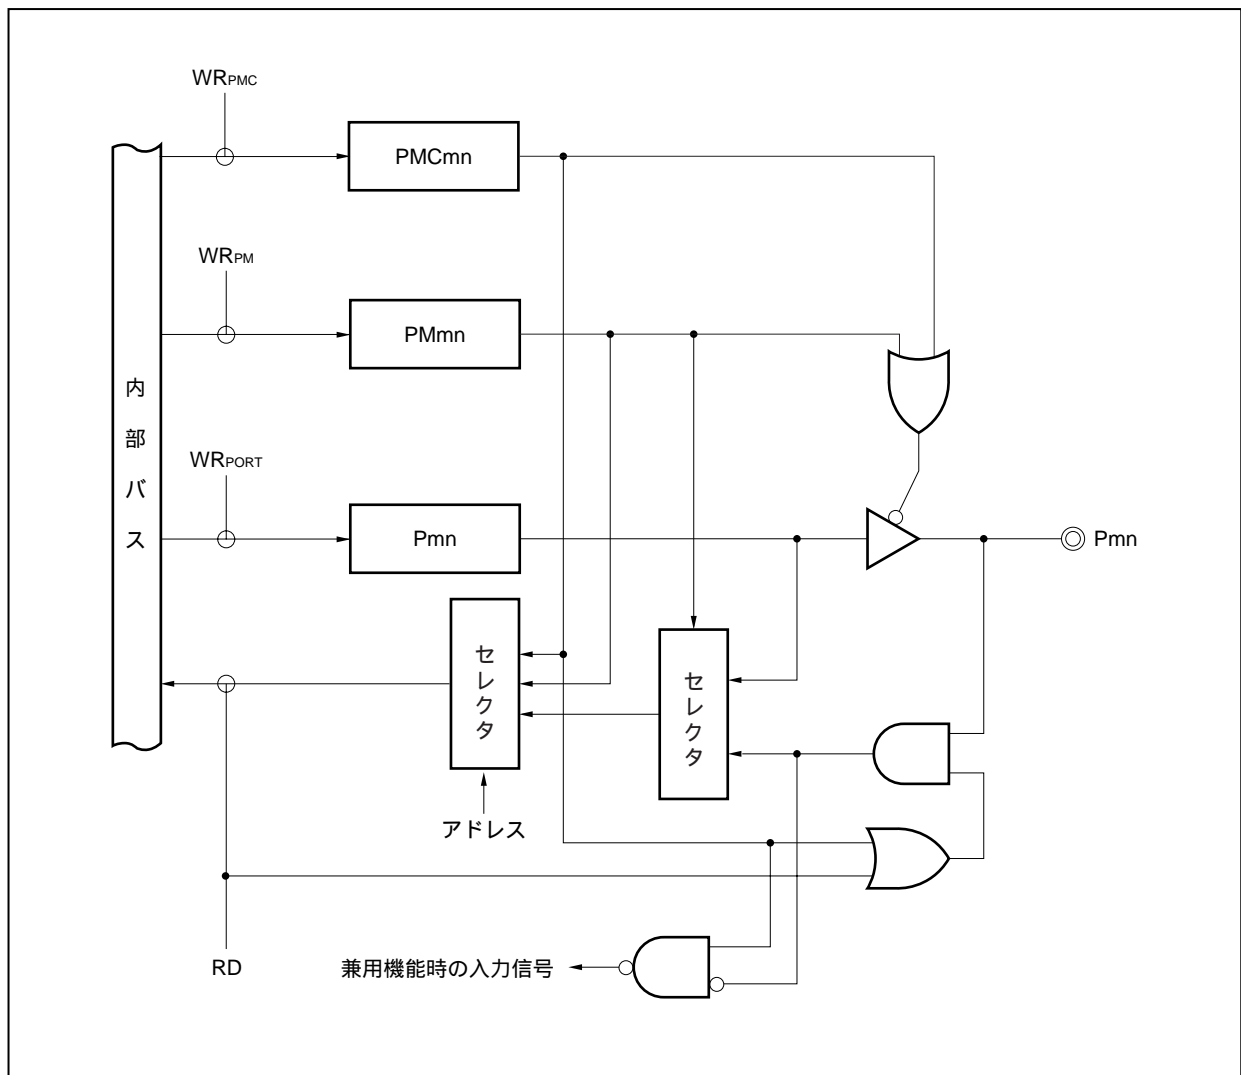 WRPMC
PMCmn
WRPM
PMmn
内部バス
WRPORT
Pmn
Pmn
セレクタ
セレクタ
アドレス
RD
兼用機能時の入力信号